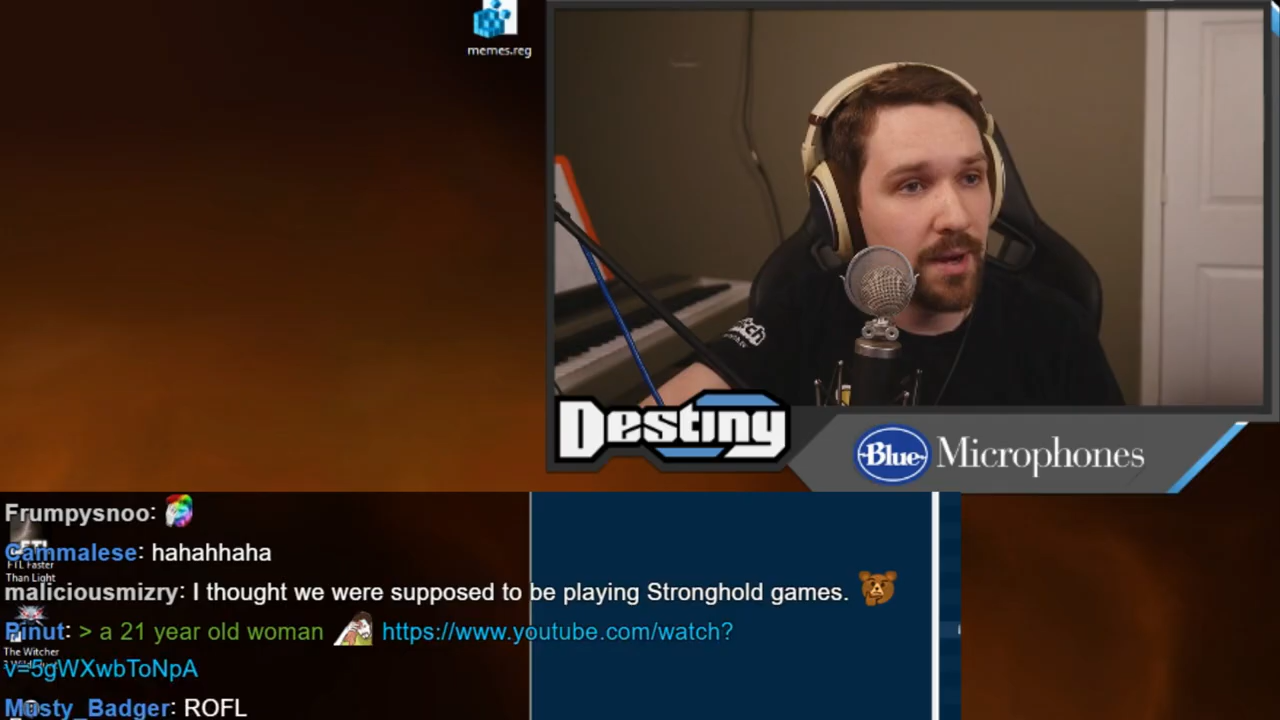 memes.reg
Destiny
Blue Microphones
Frumpysnoo:
Cammalese: hahahhaha
FTL Faster
Than Light
maliciousmizry: I thought we were supposed to be playing Stronghold games.
Pinut: > a 21 year old woman https://www.youtube.com/watch?
The Witcher
v=5gWXwbToNpA
Musty_Badger: ROFL